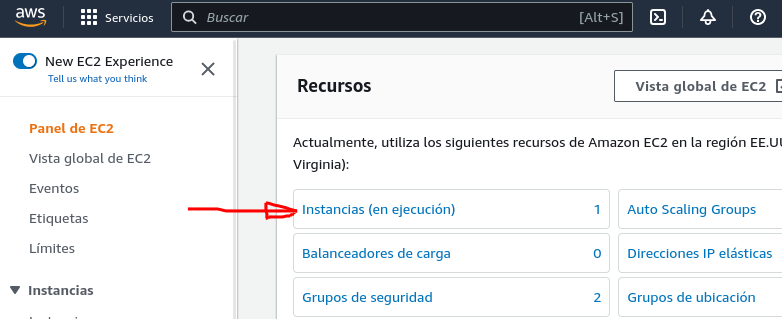 aws
Servicios
Buscar
[Alt+S]
New EC2 Experience
Tell us what you think
Panel de EC2
Vista global de EC2
Eventos
Etiquetas
Límites
Instancias
Recursos
Vista global de EC2
Actualmente, utiliza los siguientes recursos de Amazon EC2 en la región EE.UU
Virginia):
Instancias (en ejecución) 1
Auto Scaling Groups
Balanceadores de carga 0
Direcciones IP elásticas
Grupos de seguridad 2
Grupos de ubicación